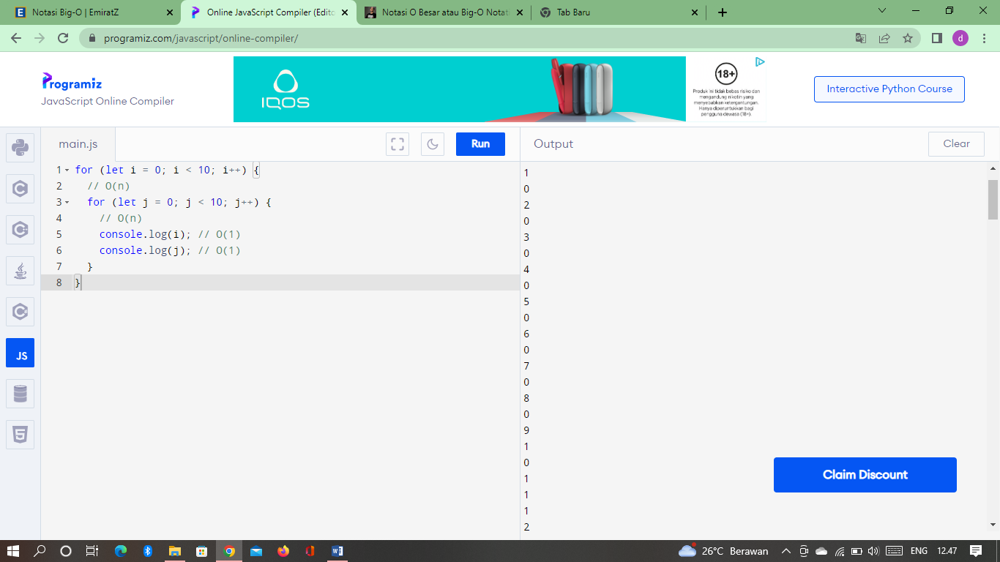 Notasi Big-O | EmiratZ
Online JavaScript Compiler (Edito
Notasi O Besar atau Big-O Notat
Tab Baru
programiz.com/javascript/online-compiler/
d
Programiz
JavaScript Online Compiler
IQOS
18+
Produk ini tidak bebas risiko dan
mengandung nikotin yang
menyebabkan ketergantungan.
Hanya diperuntukkan bagi
pengguna dewasa (18+).
Interactive Python Course
main.js
Run
Output
Clear
1 for (let i = 0; i < 10; i++) {
2 // O(n)
3 for (let j = 0; j < 10; j++) {
4 // O(n)
5 console.log(i); // O(1)
6 console.log(j); // O(1)
7 }
8 }
JS
1
0
2
0
3
0
4
0
5
0
6
0
7
0
8
0
9
1
0
1
1
1
2
Claim Discount
26°C Berawan
ENG
12.47